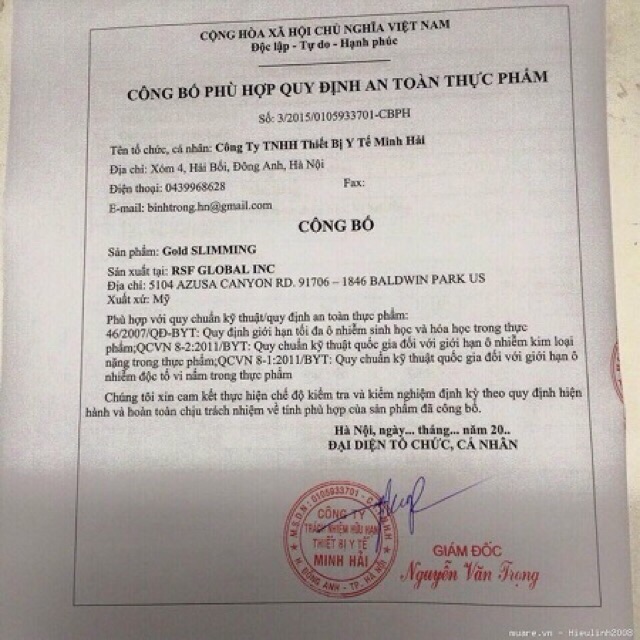 CỘNG HÒA XÃ HỘI CHỦ NGHĨA VIỆT NAM
Độc lập - Tự do - Hạnh phúc
CÔNG BỐ PHÙ HỢP QUY ĐỊNH AN TOÀN THỰC PHẨM
Số: 3/2015/0105933701-CBPH
Tên tổ chức, cá nhân: Công Ty TNHH Thiết Bị Y Tế Minh Hải
Địa chỉ: Xóm 4, Hải Bối, Đông Anh, Hà Nội
Điện thoại: 0439968628 Fax:
E-mail: binhtrong.hn@gmail.com
CÔNG BỐ
Sản phẩm: Gold SLIMMING
Sản xuất tại: RSF GLOBAL INC
Địa chỉ: 5104 AZUSA CANYON RD. 91706 – 1846 BALDWIN PARK US
Xuất xứ: Mỹ
Phù hợp với quy chuẩn kỹ thuật/quy định an toàn thực phẩm:
46/2007/QĐ-BYT: Quy định giới hạn tối đa ô nhiễm sinh học và hóa học trong thực
phẩm;QCVN 8-2:2011/BYT: Quy chuẩn kỹ thuật quốc gia đối với giới hạn ô nhiễm kim loại
nặng trong thực phẩm;QCVN 8-1:2011/BYT: Quy chuẩn kỹ thuật quốc gia đối với giới hạn ô
nhiễm độc tố vi nấm trong thực phẩm
Chúng tôi xin cam kết thực hiện chế độ kiểm tra và kiểm nghiệm định kỳ theo quy định hiện
hành và hoàn toàn chịu trách nhiệm về tính phù hợp của sản phẩm đã công bố.
Hà Nội, ngày... tháng... năm 20..
ĐẠI DIỆN TỔ CHỨC, CÁ NHÂN
M.S.D.N: 0105933701
CÔNG TY
TRÁCH NHIỆM HỮU HẠN
THIẾT BỊ Y TẾ
MINH HẢI
H. ĐÔNG ANH - TP. HÀ NỘI
GIÁM ĐỐC
Nguyễn Văn Trọng
muare.vn - Hieulinh2008